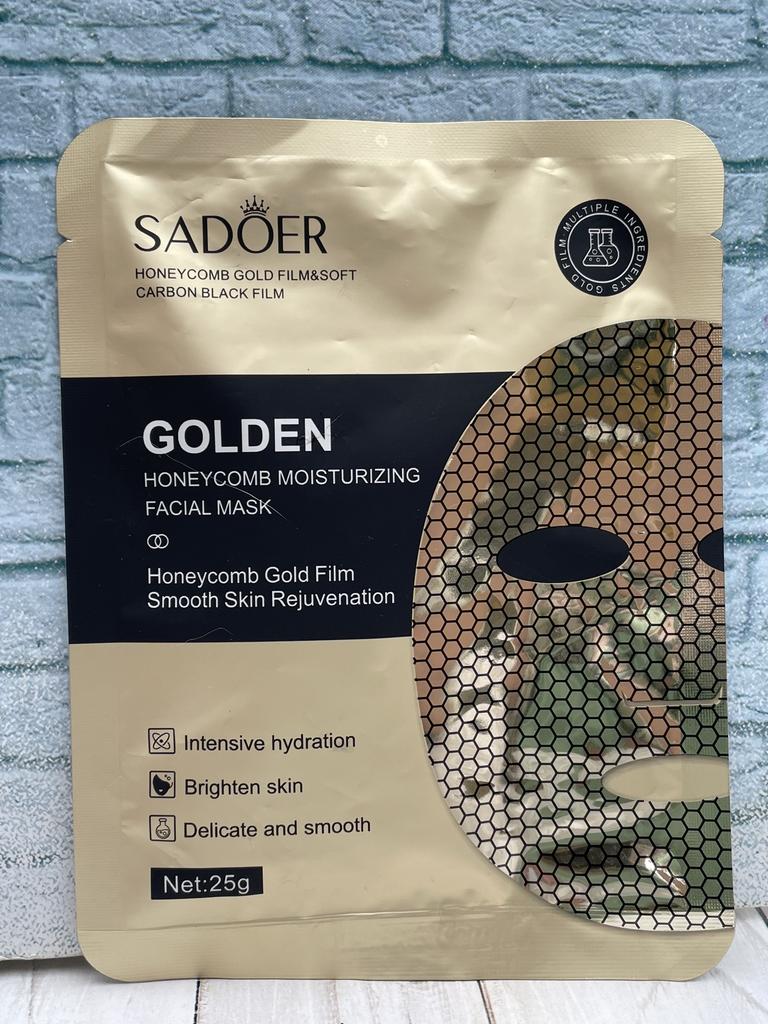 SADOER
HONEYCOMB GOLD FILM&SOFT
CARBON BLACK FILM
MULTIPLE INGREDIENTS GOLD FILM
GOLDEN
HONEYCOMB MOISTURIZING
FACIAL MASK
Honeycomb Gold Film
Smooth Skin Rejuvenation
Intensive hydration
Brighten skin
Delicate and smooth
Net:25g